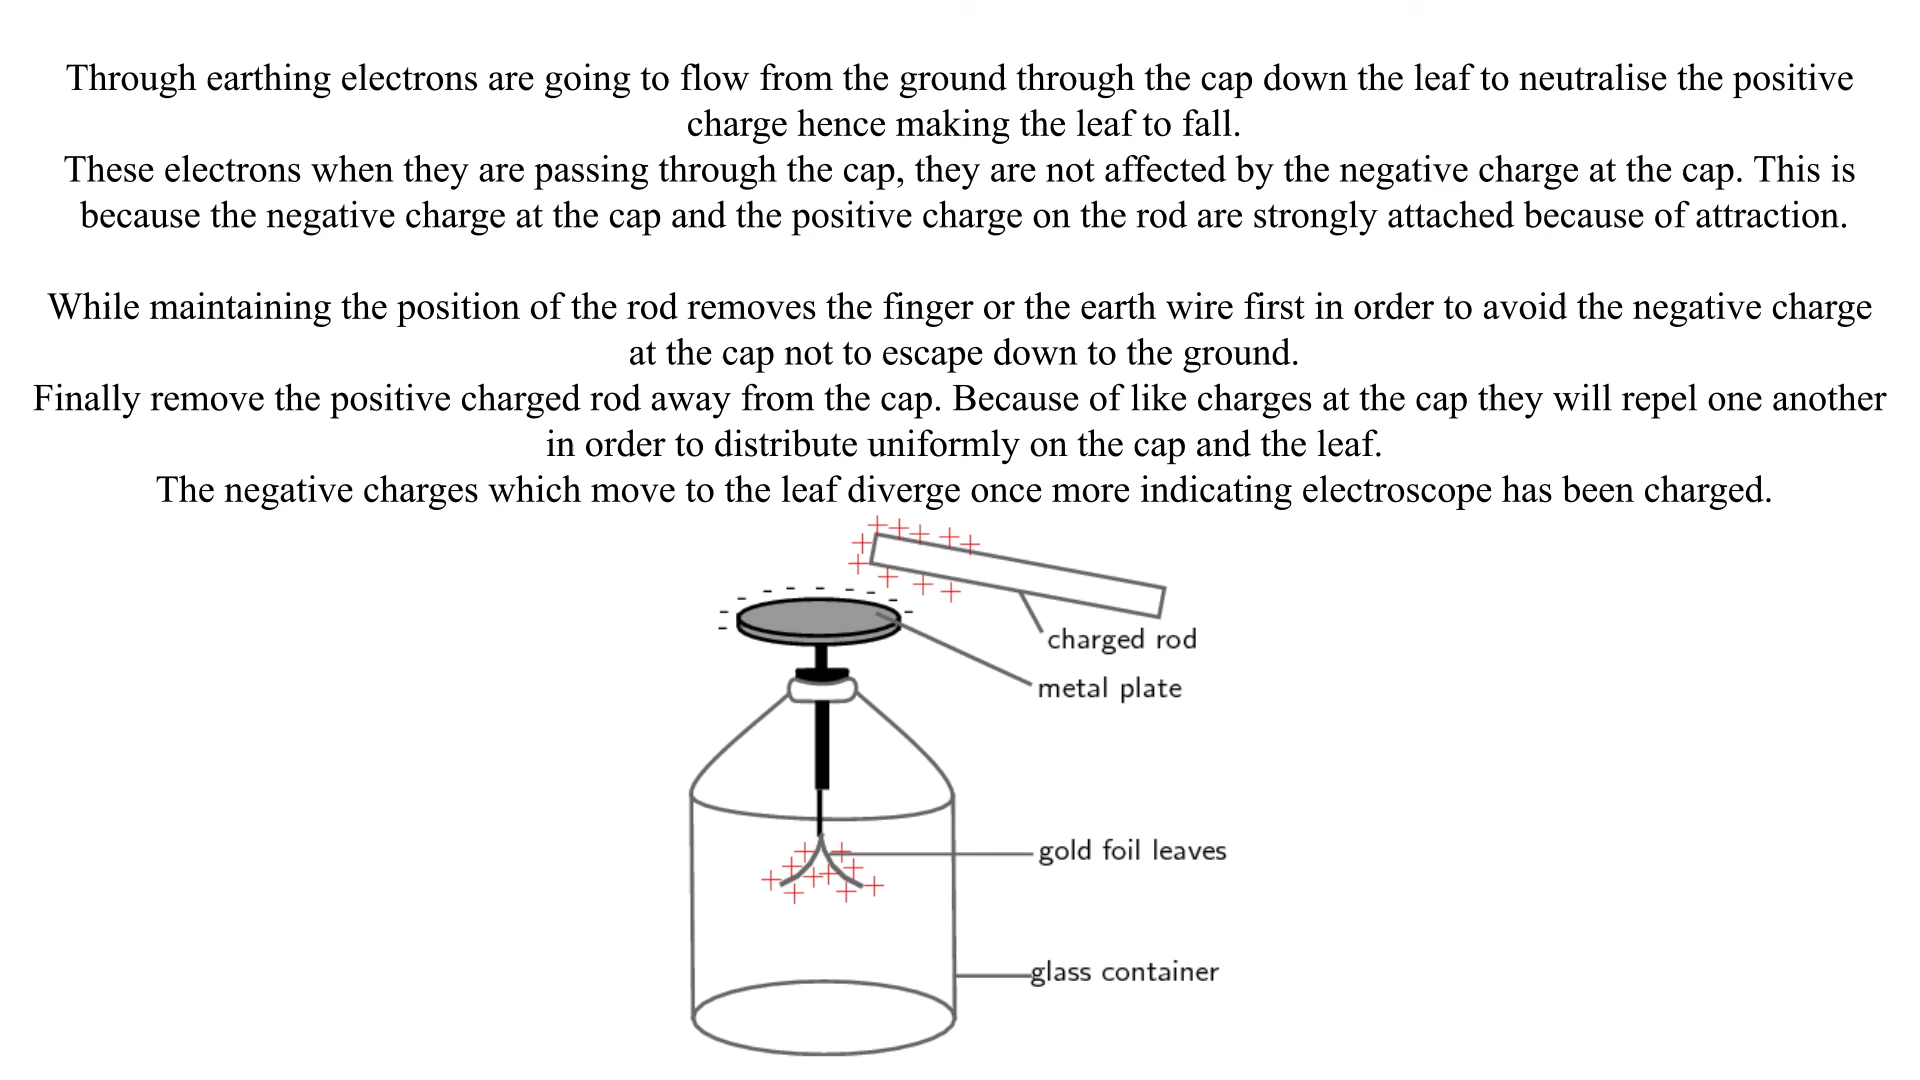 Through earthing electrons are going to flow from the ground through the cap down the leaf to neutralise the positive
charge hence making the leaf to fall.
These electrons when they are passing through the cap, they are not affected by the negative charge at the cap. This is
because the negative charge at the cap and the positive charge on the rod are strongly attached because of attraction.
While maintaining the position of the rod removes the finger or the earth wire first in order to avoid the negative charge
at the cap not to escape down to the ground.
Finally remove the positive charged rod away from the cap. Because of like charges at the cap they will repel one another
in order to distribute uniformly on the cap and the leaf.
The negative charges which move to the leaf diverge once more indicating electroscope has been charged.
charged rod
metal plate
gold foil leaves
glass container